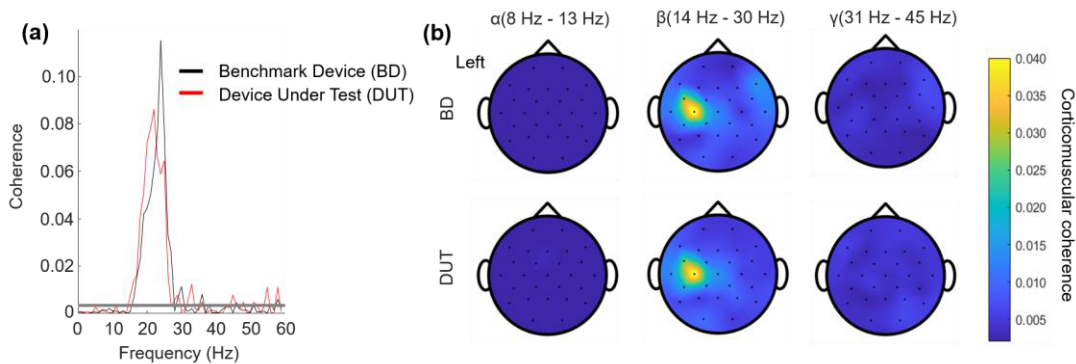 (a)
0.10
0.08
0.06
0.04
0.02
0
0 20 40 60
Coherence
Frequency (Hz)
Benchmark Device (BD)
Device Under Test (DUT)
(b)
α(8 Hz - 13 Hz) β(14 Hz - 30 Hz) γ(31 Hz - 45 Hz)
Left
BD
DUT
0.040
0.035
0.030
0.025
0.020
0.015
0.010
0.005
Corticomuscular coherence